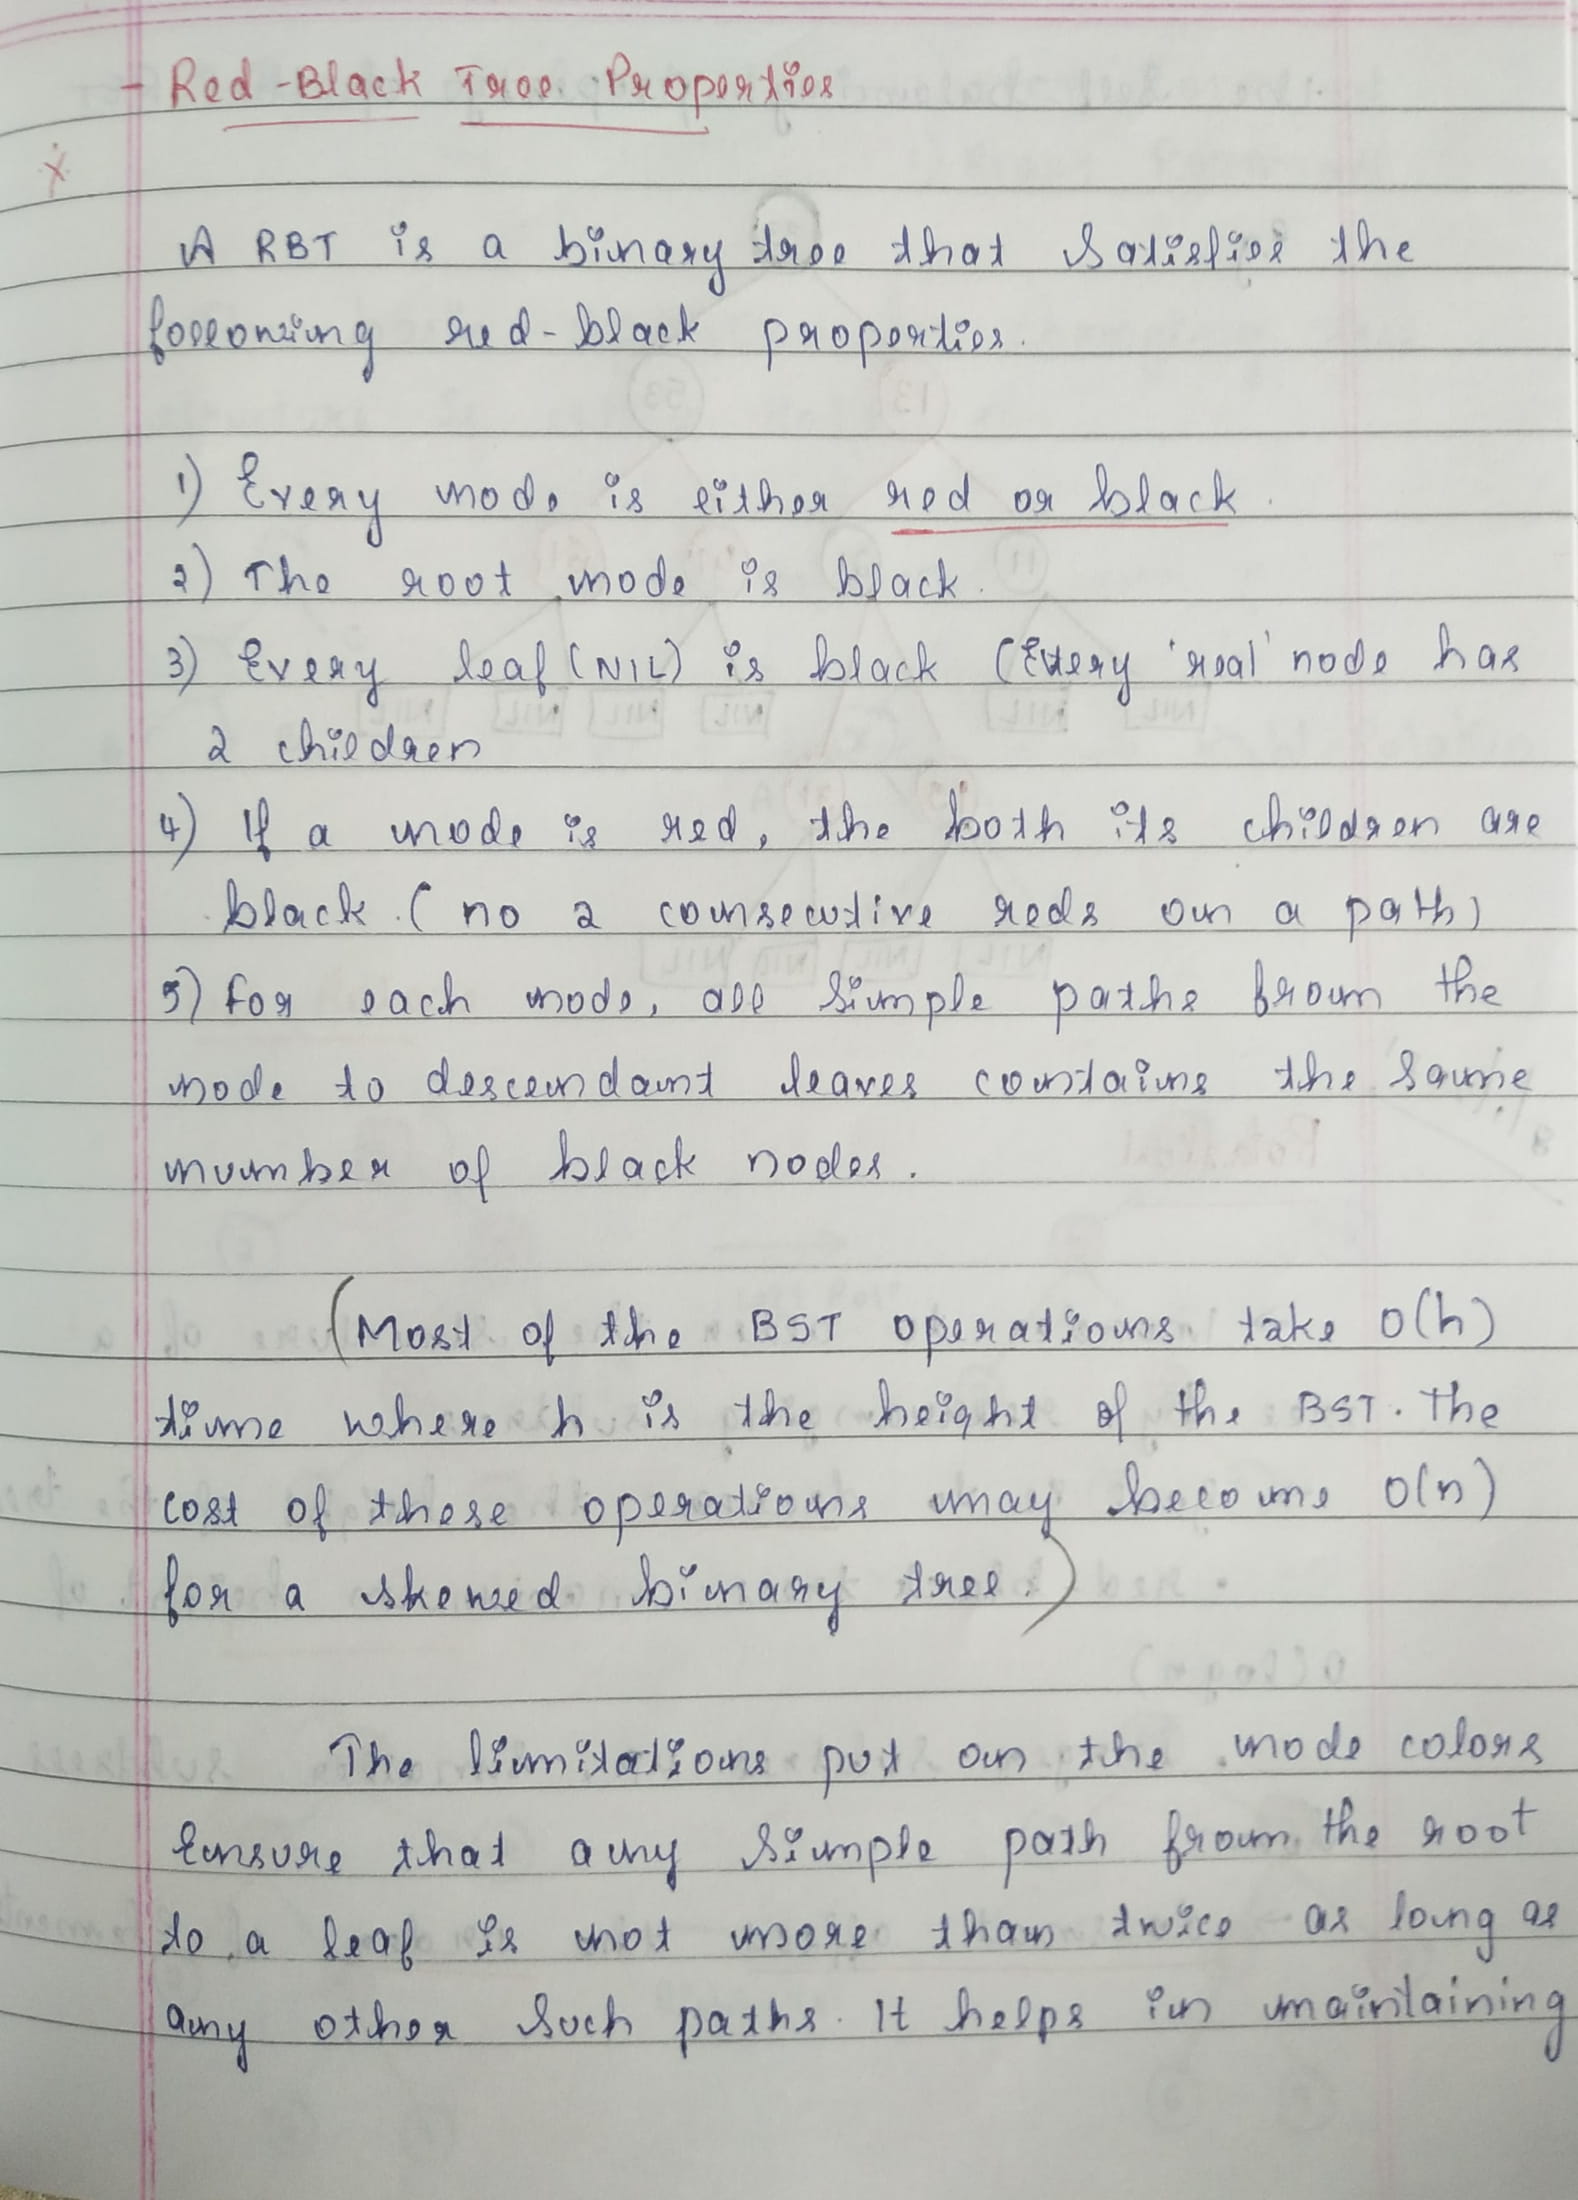 - Red-Black Tree Properties
A RBT is a binary tree that satisfies the
following red-black properties.
1) Every node is either red or black.
2) The root node is black.
3) Every leaf (NIL) is black (Every 'real' node has
2 children
4) If a node is red, the both its children are
black. (no 2 consecutive reds on a path)
5) For each node, all simple paths from the
node to descendant leaves contains the same
number of black nodes.
(Most of the BST operations take O(h)
time where h is the height of the BST. The
cost of these operations may become O(n)
for a skewed binary tree.)
The limitations put on the node colors
Ensure that any simple path from the root
to a leaf is not more than twice as long as
any other such paths. It helps in maintaining